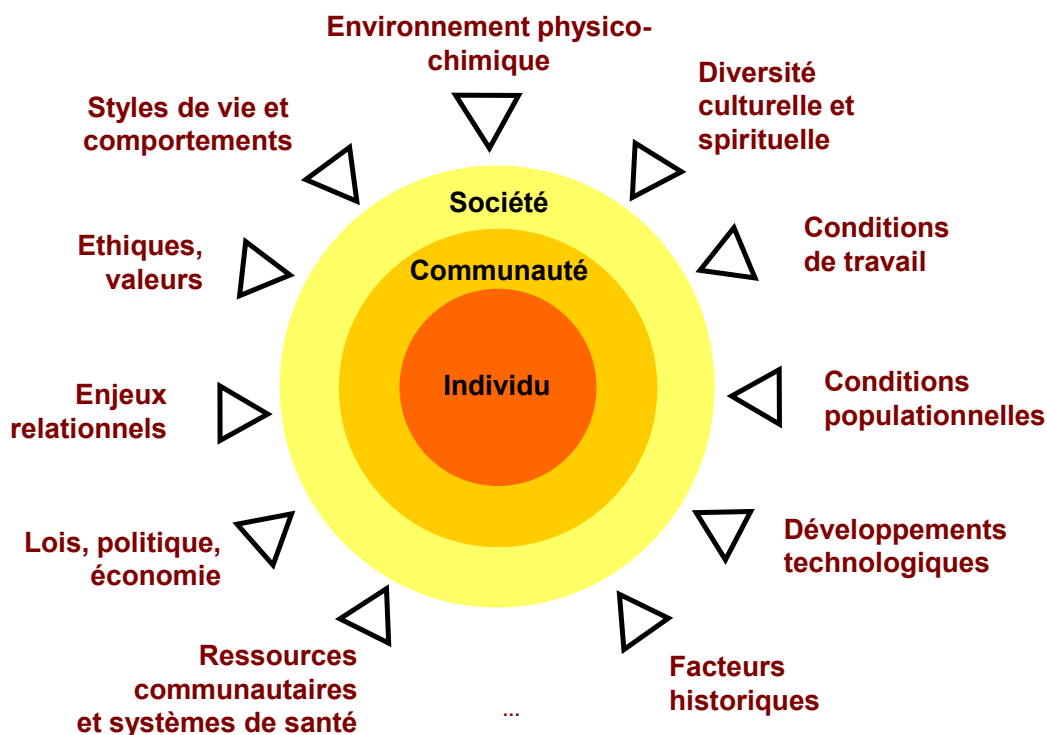 Environnement physico-
chimique
Diversité
culturelle et
spirituelle
Styles de vie et
comportements
Société
Ethiques,
valeurs
Conditions
de travail
Communauté
Individu
Enjeux
relationnels
Conditions
populationnelles
Lois, politique,
économie
Développements
technologiques
Ressources
communautaires
et systèmes de santé
Facteurs
historiques
...